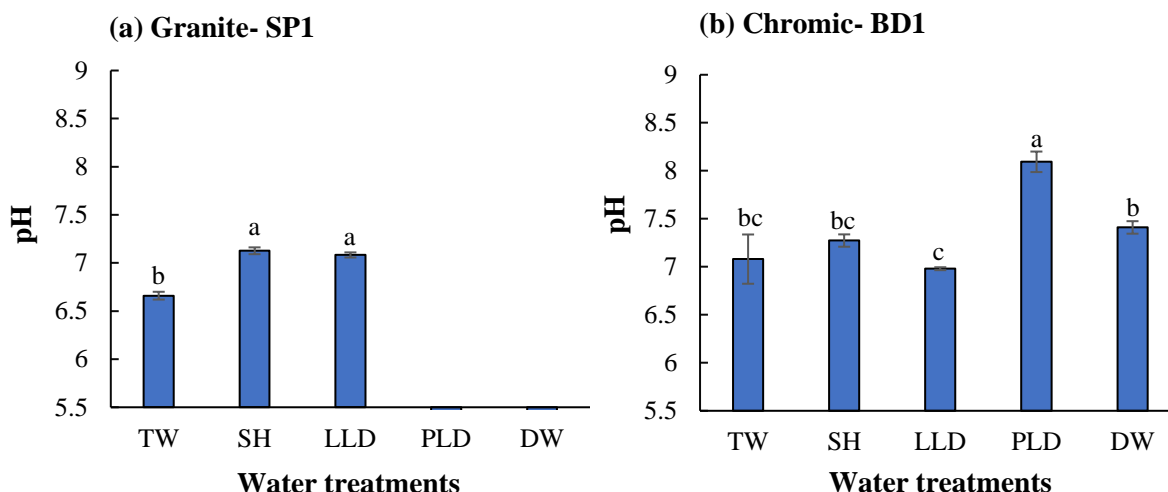 (a) Granite- SP1
9
8.5
8
7.5
7
6.5
6
5.5
pH
b
a
a
TW SH LLD PLD DW
Water treatments
(b) Chromic- BD1
9
8.5
8
7.5
7
6.5
6
5.5
pH
bc
bc
c
a
b
TW SH LLD PLD DW
Water treatments